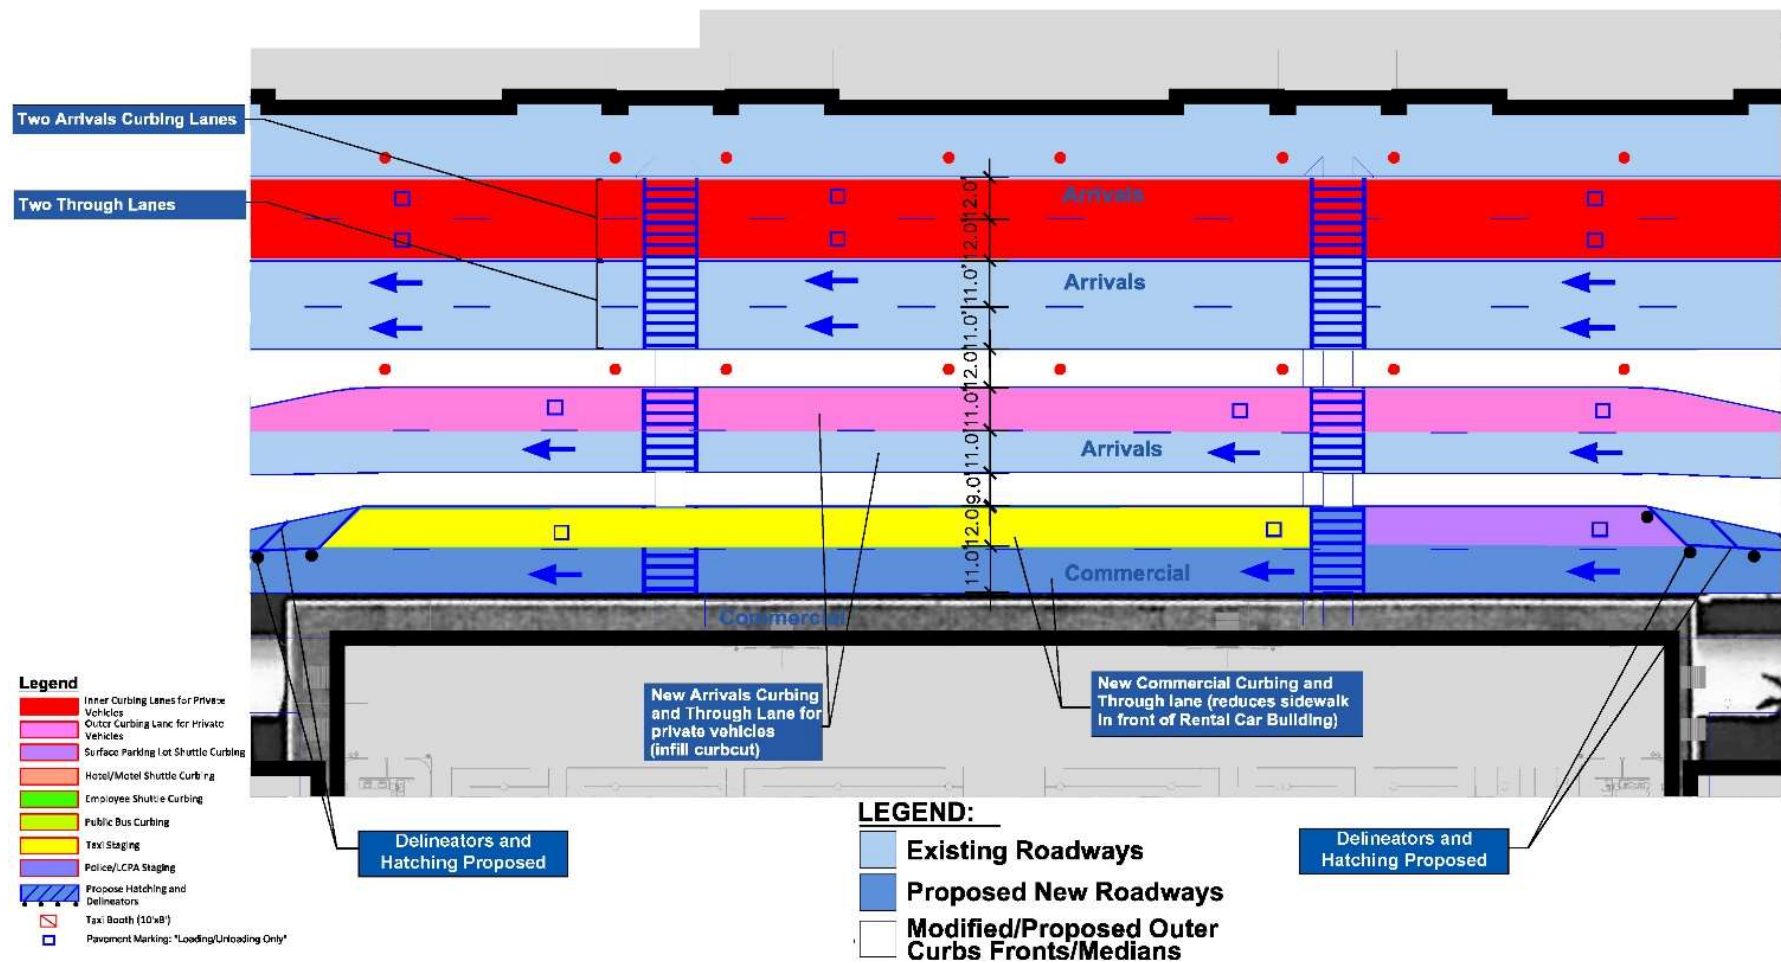 Two Arrivals Curbing Lanes
Two Through Lanes
Arrivals
Arrivals
Arrivals
Commercial
Commercial
12.0'
12.0'
11.0'
11.0'
12.0'
11.0'
11.0'
9.0'
12.0'
11.0'
New Arrivals Curbing
and Through Lane for
private vehicles
(infill curbcut)
New Commercial Curbing and
Through lane (reduces sidewalk
in front of Rental Car Building)
Delineators and
Hatching Proposed
Delineators and
Hatching Proposed
Legend
Inner Curbing Lanes for Private
Vehicles
Outer Curbing Lane for Private
Vehicles
Surface Parking Lot Shuttle Curbing
Hotel/Motel Shuttle Curbing
Employee Shuttle Curbing
Public Bus Curbing
Taxi Staging
Police/LCPA Staging
Propose Hatching and
Delineators
Taxi Booth (10'x8')
Pavement Marking: "Loading/Unloading Only"
LEGEND:
Existing Roadways
Proposed New Roadways
Modified/Proposed Outer
Curbs Fronts/Medians